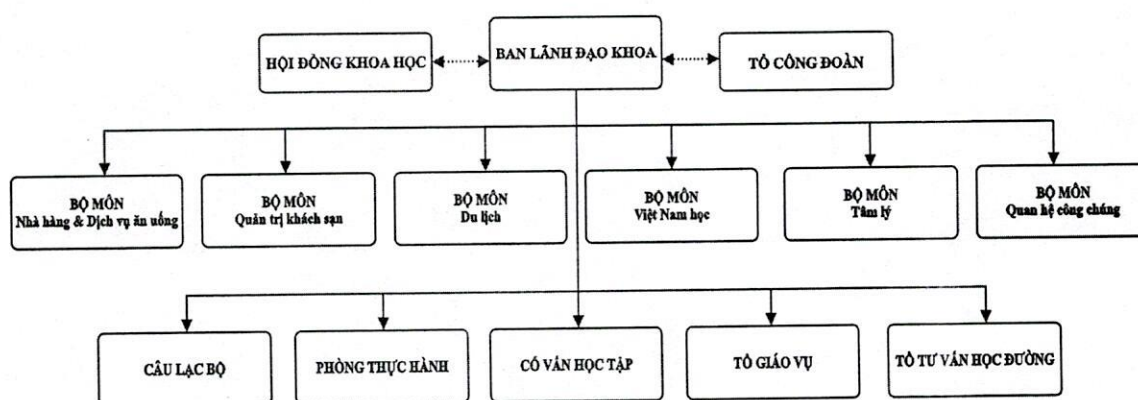 BAN LÃNH ĐẠO KHOA
HỘI ĐỒNG KHOA HỌC
TỔ CÔNG ĐOÀN
BỘ MÔN
Nhà hàng & Dịch vụ ăn uống
BỘ MÔN
Quản trị khách sạn
BỘ MÔN
Du lịch
BỘ MÔN
Việt Nam học
BỘ MÔN
Tâm lý
BỘ MÔN
Quan hệ công chúng
CÂU LẠC BỘ
PHÒNG THỰC HÀNH
CỐ VẤN HỌC TẬP
TỔ GIÁO VỤ
TỔ TƯ VẤN HỌC ĐƯỜNG